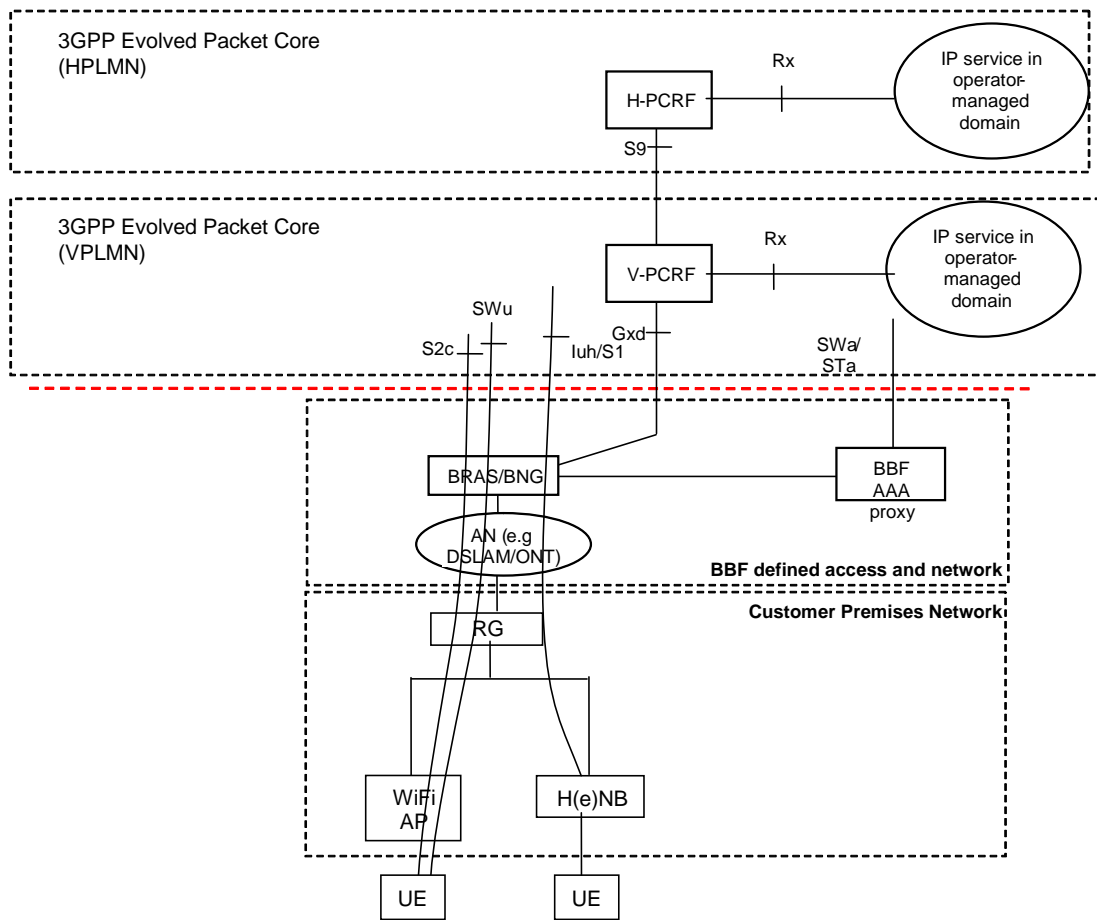 3GPP Evolved Packet Core
(HPLMN)
Rx
IP service in
operator-
managed
domain
H-PCRF
S9
3GPP Evolved Packet Core
(VPLMN)
Rx
IP service in
operator-
managed
domain
V-PCRF
SWu
S2c
Iuh/S1
Gxd
SWa/
STa
BRAS/BNG
BBF
AAA
proxy
AN (e.g
DSLAM/ONT)
BBF defined access and network
Customer Premises Network
RG
WiFi
AP
H(e)NB
UE
UE